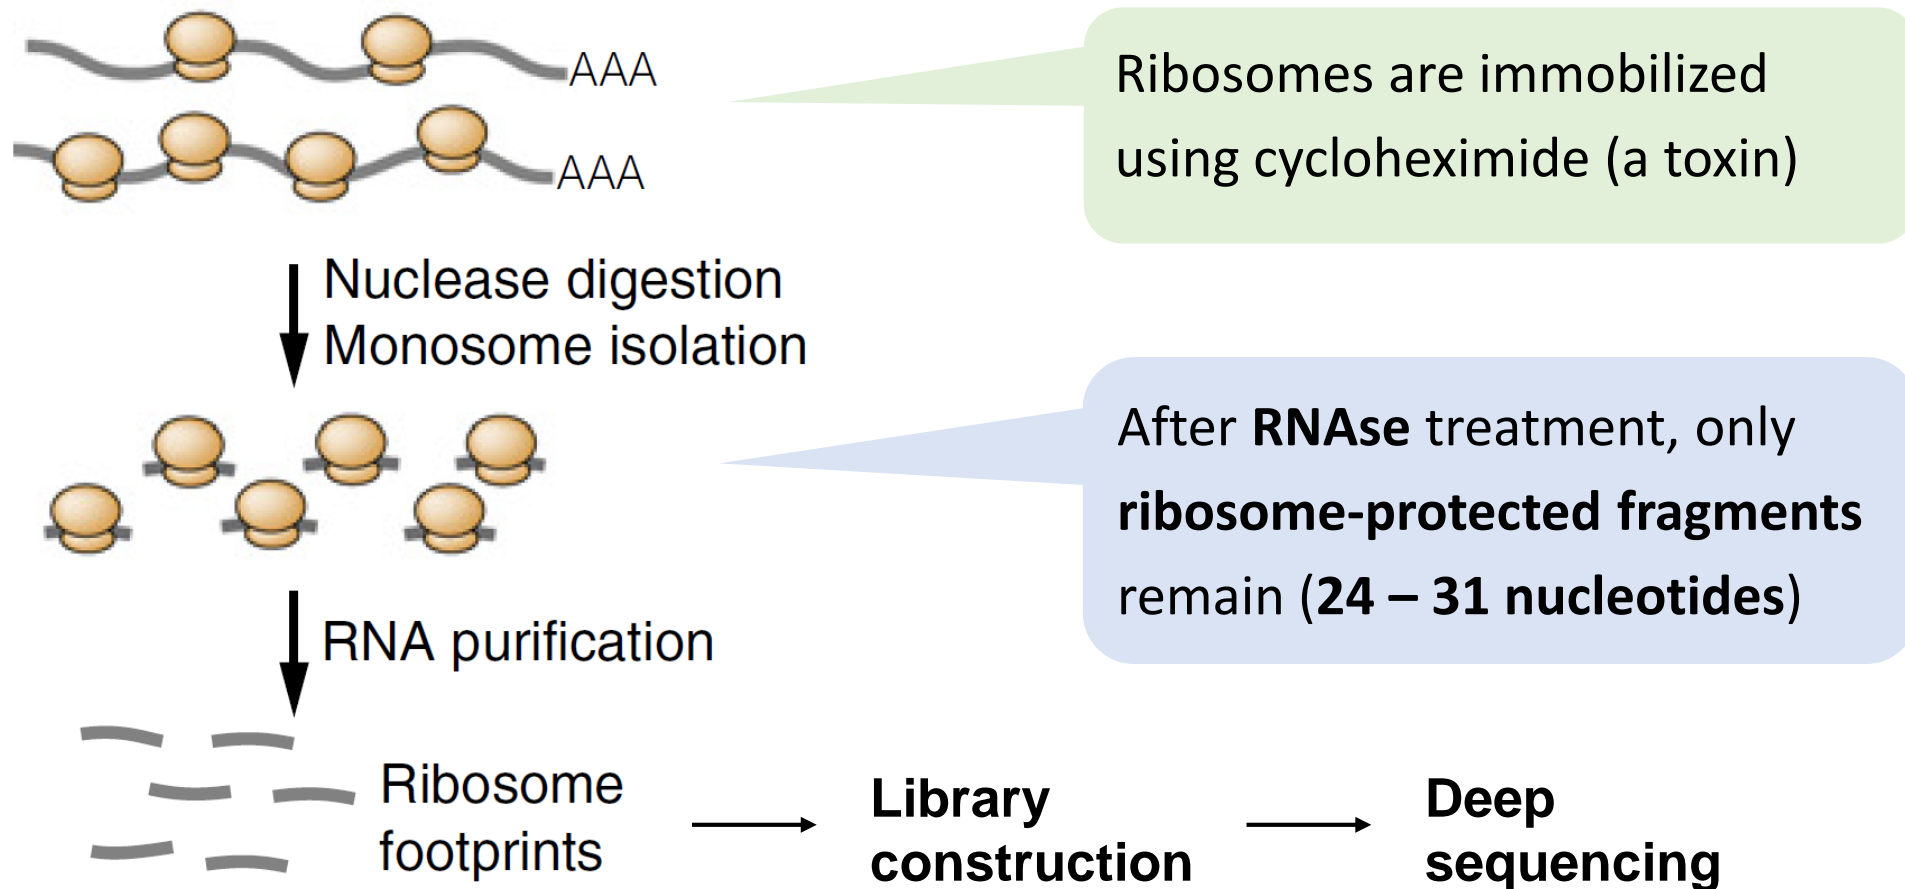 AAA
AAA
Ribosomes are immobilized
using cycloheximide (a toxin)
Nuclease digestion
Monosome isolation
After RNAse treatment, only
ribosome-protected fragments
remain (24 – 31 nucleotides)
RNA purification
Ribosome
footprints
Library
construction
Deep
sequencing